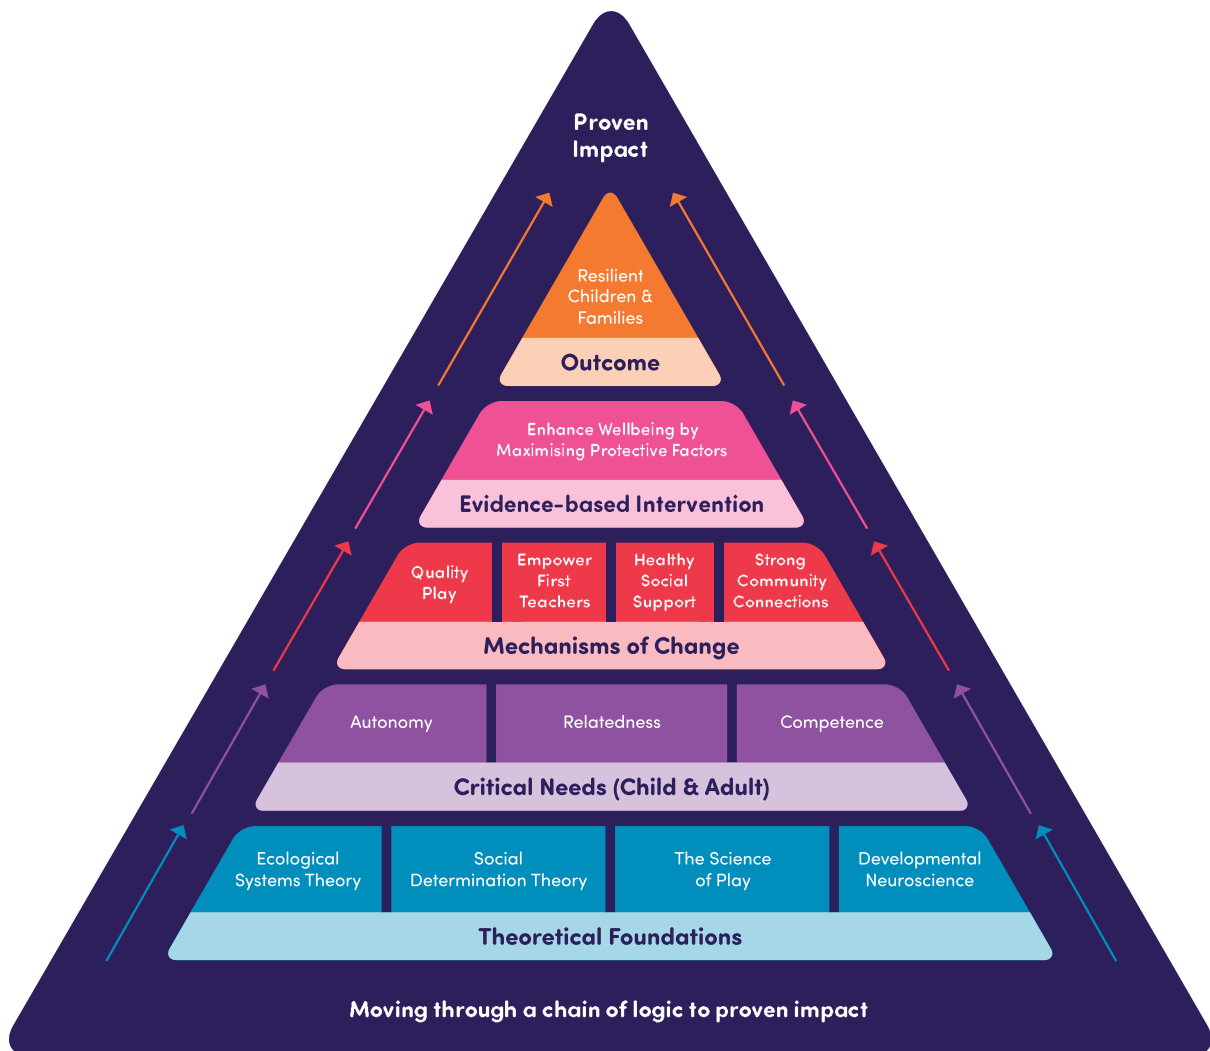 Proven
Impact
Resilient
Children &
Families
Outcome
Enhance Wellbeing by
Maximising Protective Factors
Evidence-based Intervention
Quality
Play
Empower
First
Teachers
Healthy
Social
Support
Strong
Community
Connections
Mechanisms of Change
Autonomy
Relatedness
Competence
Critical Needs (Child & Adult)
Ecological
Systems Theory
Social
Determination Theory
The Science
of Play
Developmental
Neuroscience
Theoretical Foundations
Moving through a chain of logic to proven impact